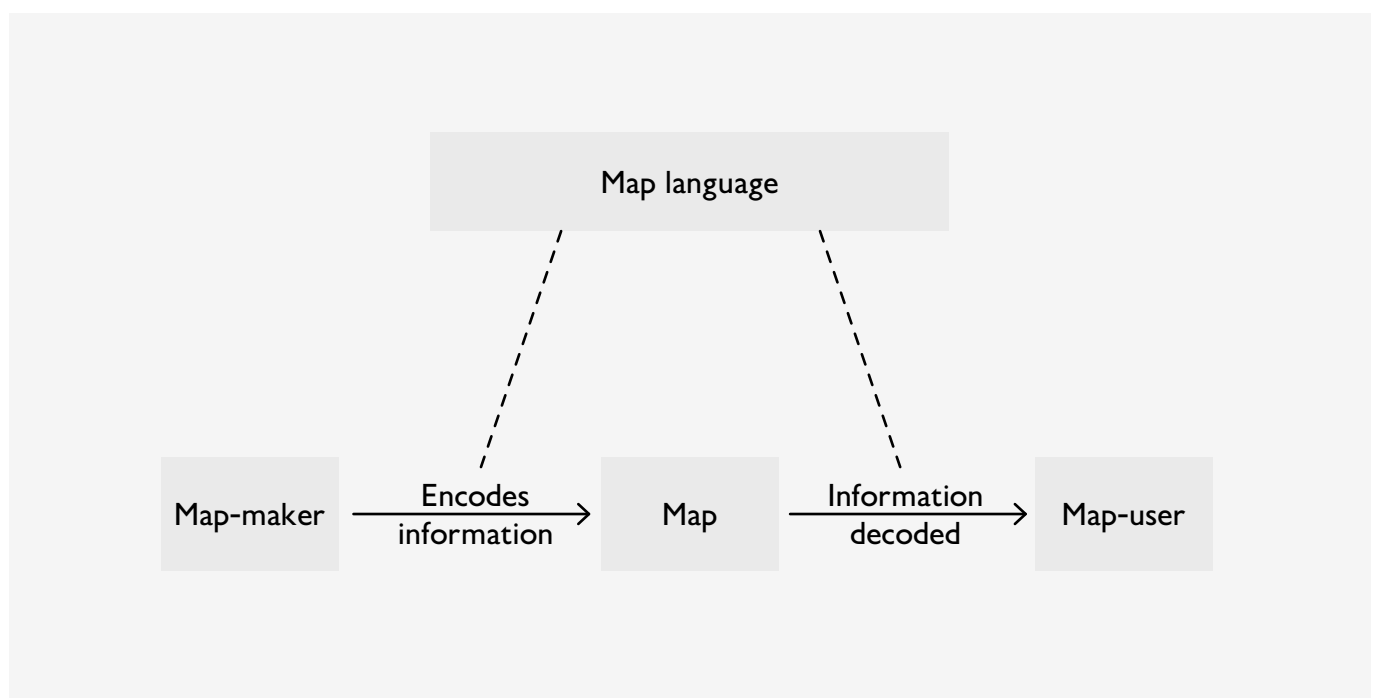 Map language
Map-maker
Encodes
information
Map
Information
decoded
Map-user